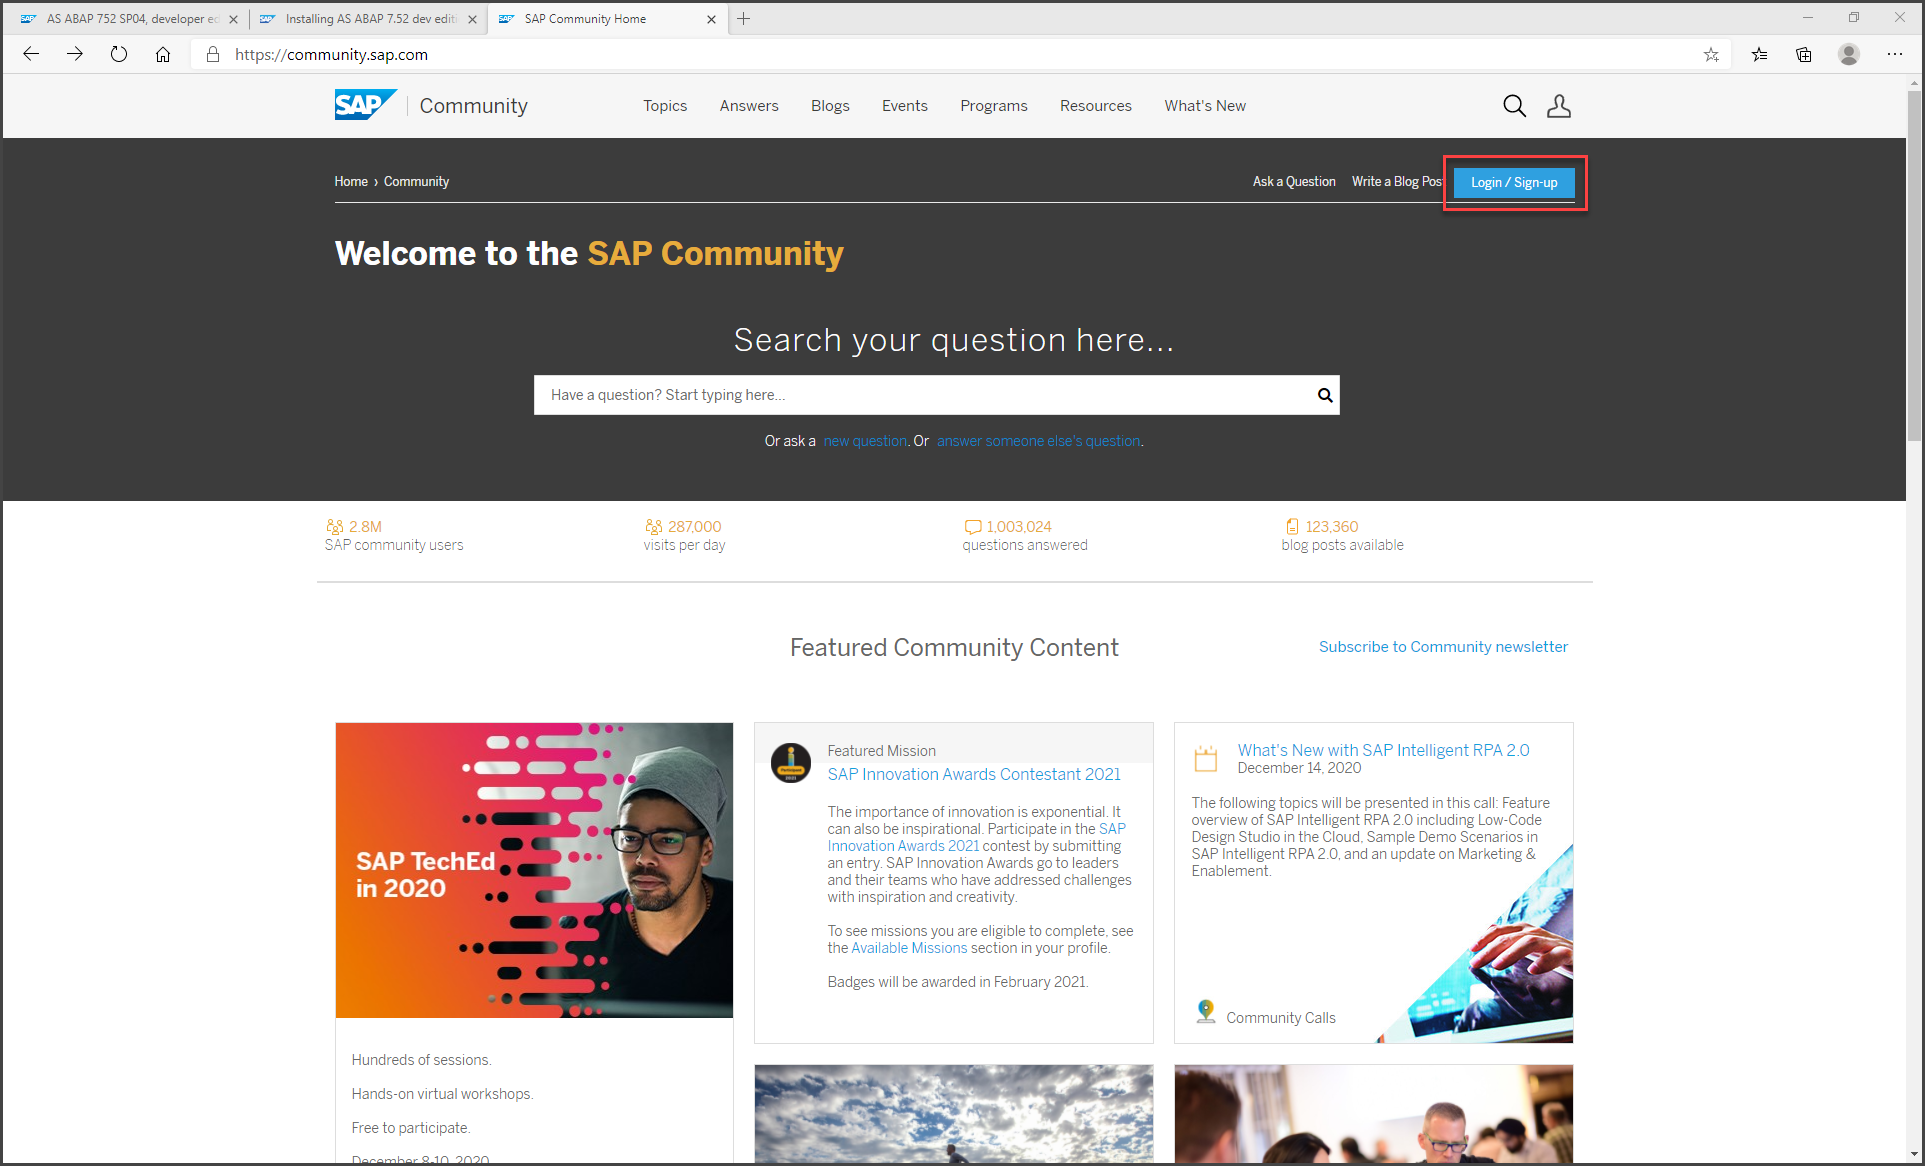 AS ABAP 752 SP04, developer ed
Installing AS ABAP 7.52 dev editi
SAP Community Home
https://community.sap.com
SAP Community
Topics
Answers
Blogs
Events
Programs
Resources
What's New
Home › Community
Ask a Question
Write a Blog Pos
Login / Sign-up
Welcome to the SAP Community
Search your question here...
Have a question? Start typing here...
Or ask a new question. Or answer someone else's question.
2.8M
SAP community users
287,000
visits per day
1,003,024
questions answered
123,360
blog posts available
Featured Community Content
Subscribe to Community newsletter
SAP TechEd
in 2020
Hundreds of sessions.
Hands-on virtual workshops.
Free to participate.
December 8-10, 2020
Featured Mission
SAP Innovation Awards Contestant 2021
The importance of innovation is exponential. It
can also be inspirational. Participate in the SAP
Innovation Awards 2021 contest by submitting
an entry. SAP Innovation Awards go to leaders
and their teams who have addressed challenges
with inspiration and creativity.
To see missions you are eligible to complete, see
the Available Missions section in your profile.
Badges will be awarded in February 2021.
What's New with SAP Intelligent RPA 2.0
December 14, 2020
The following topics will be presented in this call: Feature
overview of SAP Intelligent RPA 2.0 including Low-Code
Design Studio in the Cloud, Sample Demo Scenarios in
SAP Intelligent RPA 2.0, and an update on Marketing &
Enablement.
Community Calls